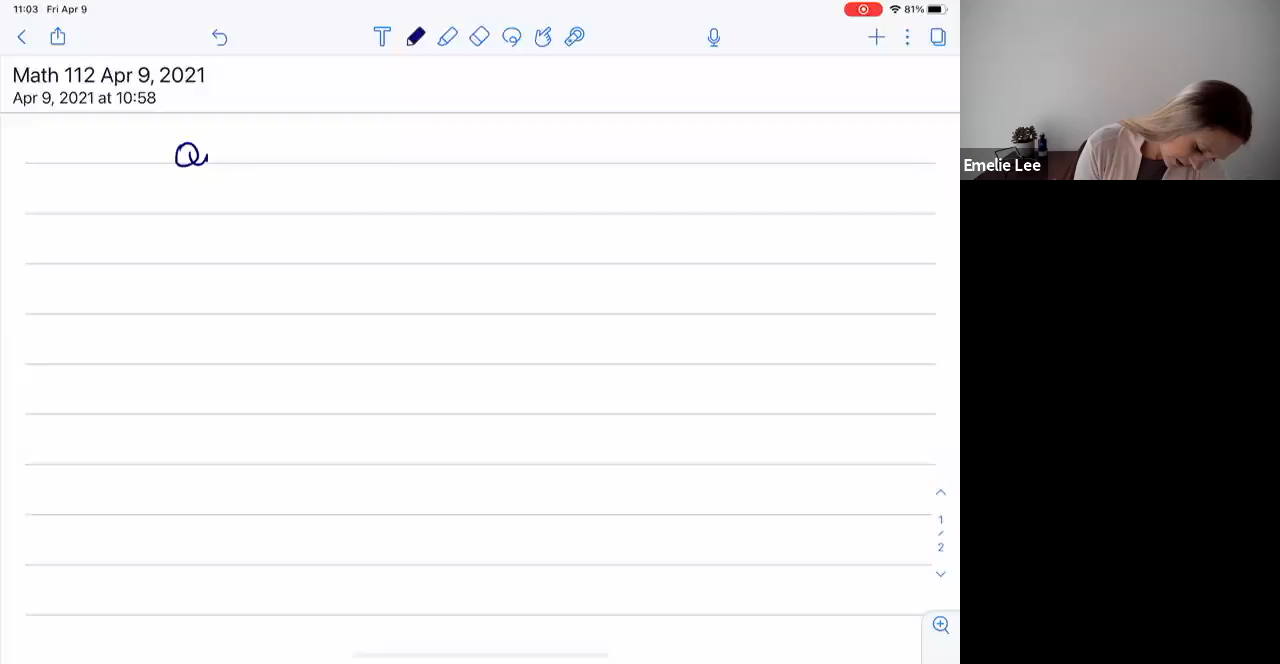 11:03 Fri Apr 9
81%
Math 112 Apr 9, 2021
Apr 9, 2021 at 10:58
Emelie Lee
1
/
2